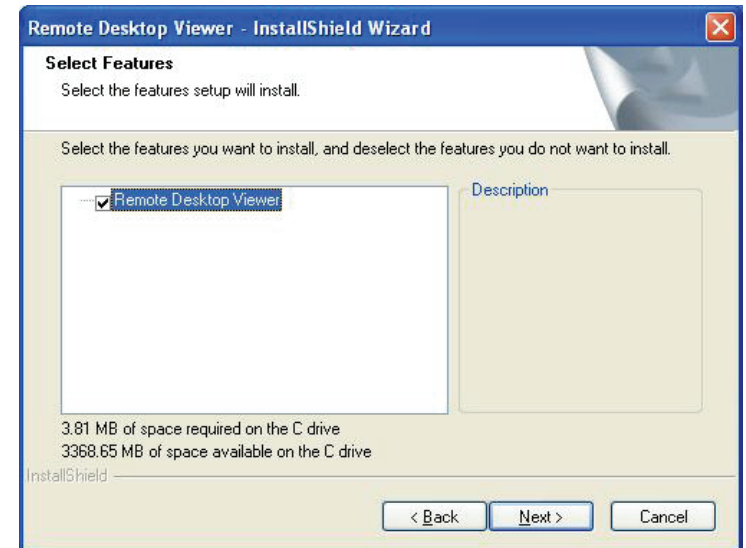 Remote Desktop Viewer - InstallShield Wizard
Select Features
Select the features setup will install.
Select the features you want to install, and deselect the features you do not want to install.
Remote Desktop Viewer
Description
3.81 MB of space required on the C drive
3368.65 MB of space available on the C drive
InstallShield
< Back
Next >
Cancel